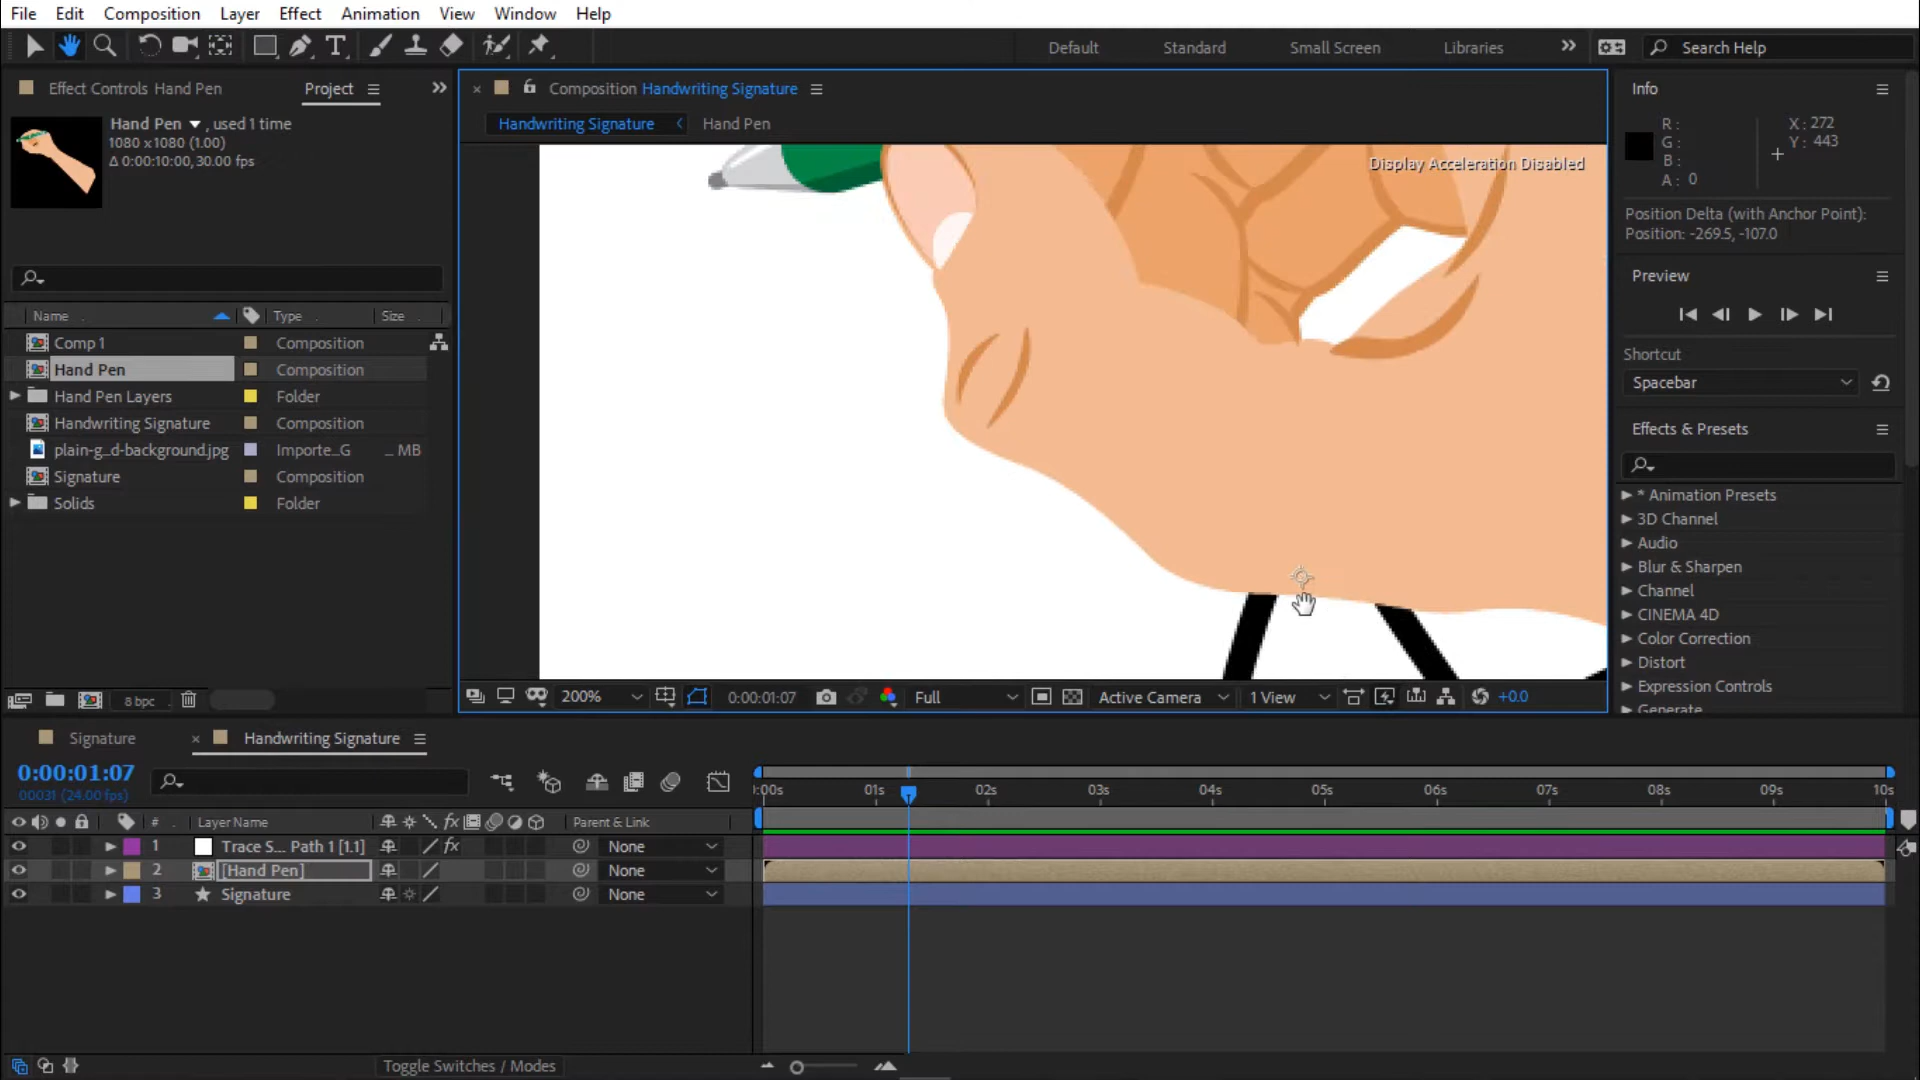 File Edit Composition Layer Effect Animation View Window Help
Default Standard Small Screen Libraries Search Help
Effect Controls Hand Pen Project
Hand Pen , used 1 time
1080 x1080 (1.00)
Δ 0:00:10:00, 30.00 fps
Name Type Size
Comp 1 Composition
Hand Pen Composition
Hand Pen Layers Folder
Handwriting Signature Composition
plain-g...d-background.jpg Importe...G ... MB
Signature Composition
Solids Folder
8 bpc
× Composition Handwriting Signature
Handwriting Signature Hand Pen
Display Acceleration Disabled
200% 0:00:01:07 Full Active Camera 1 View +0.0
Info
R: X: 272
G: Y: 443
B:
A: 0
Position Delta (with Anchor Point):
Position: -269.5, -107.0
Preview
Shortcut
Spacebar
Effects & Presets
* Animation Presets
3D Channel
Audio
Blur & Sharpen
Channel
CINEMA 4D
Color Correction
Distort
Expression Controls
Generate
Signature × Handwriting Signature
0:00:01:07
00031 (24.00 fps)
:00s 01s 02s 03s 04s 05s 06s 07s 08s 09s 10s
# Layer Name fx Parent & Link
1 Trace S... Path 1 [1.1] fx None
2 [Hand Pen] None
3 Signature None
Toggle Switches / Modes